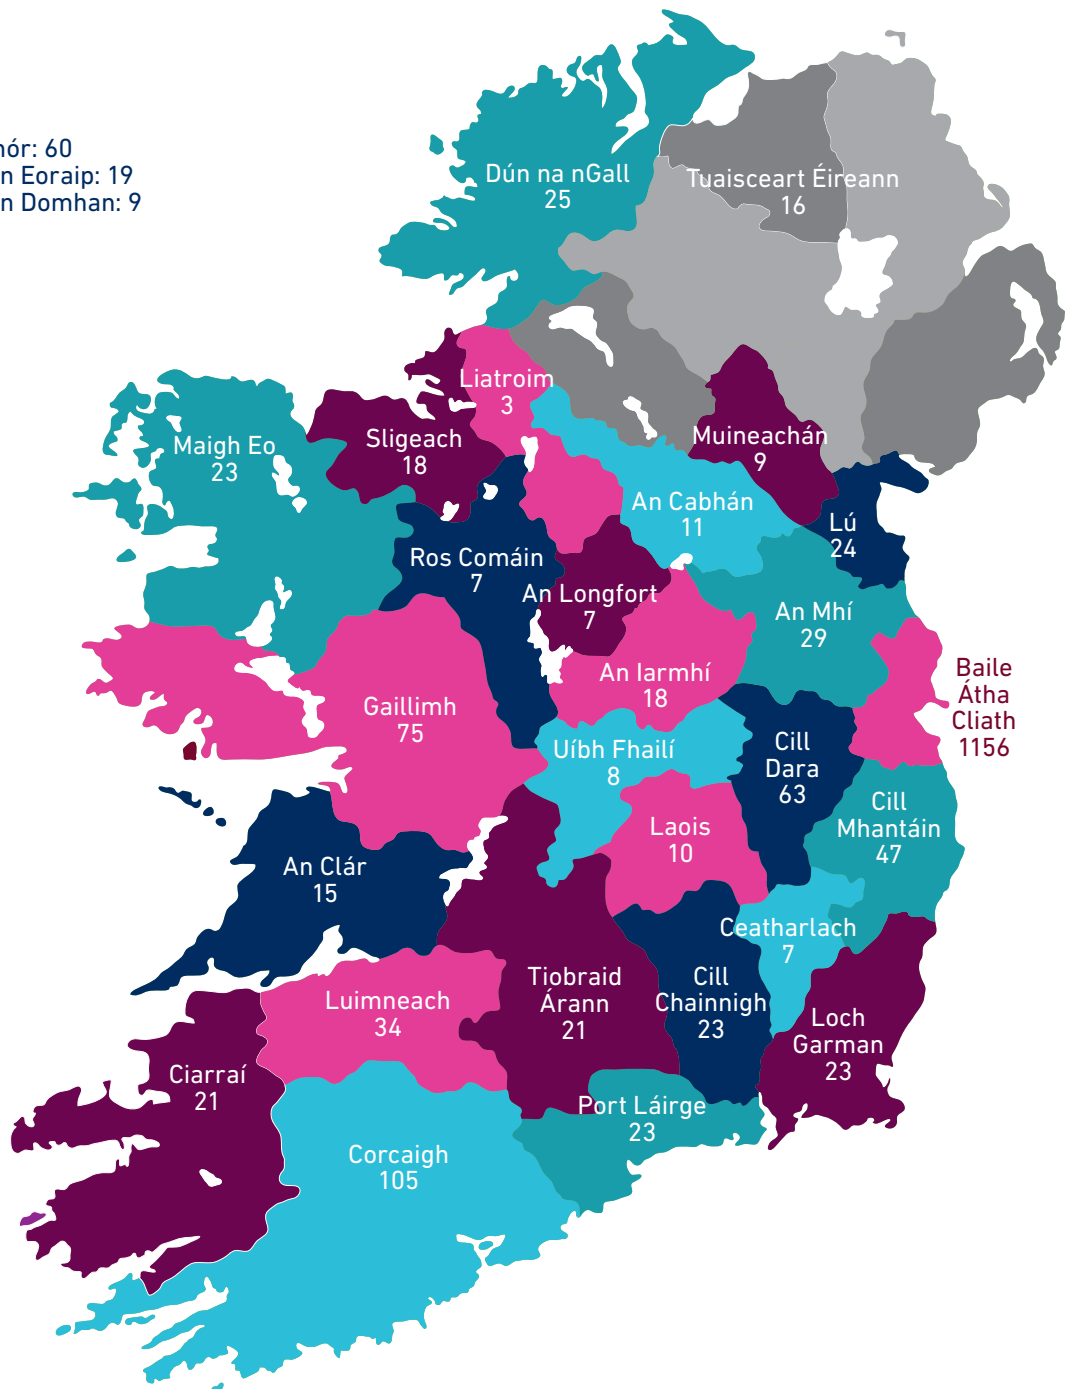 hór: 60
n Eoraip: 19
n Domhan: 9
Dún na nGall
25
Tuaisceart Éireann
16
Liatroim
3
Maigh Eo
23
Sligeach
18
Muineachán
9
An Cabhán
11
Lú
24
Ros Comáin
7
An Longfort
7
An Mhí
29
An Iarmhí
18
Baile
Átha
Cliath
1156
Gaillimh
75
Uíbh Fhailí
8
Cill
Dara
63
Cill
Mhantáin
47
Laois
10
An Clár
15
Ceatharlach
7
Tiobraid
Árann
21
Cill
Chainnigh
23
Luimneach
34
Loch
Garman
23
Ciarraí
21
Port Láirge
23
Corcaigh
105